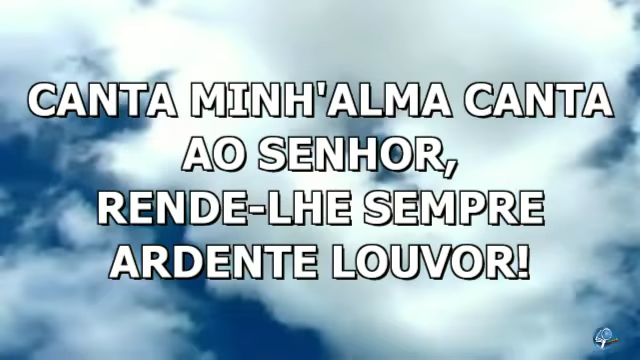 CANTA MINH'ALMA CANTA
AO SENHOR,
RENDE-LHE SEMPRE
ARDENTE LOUVOR!